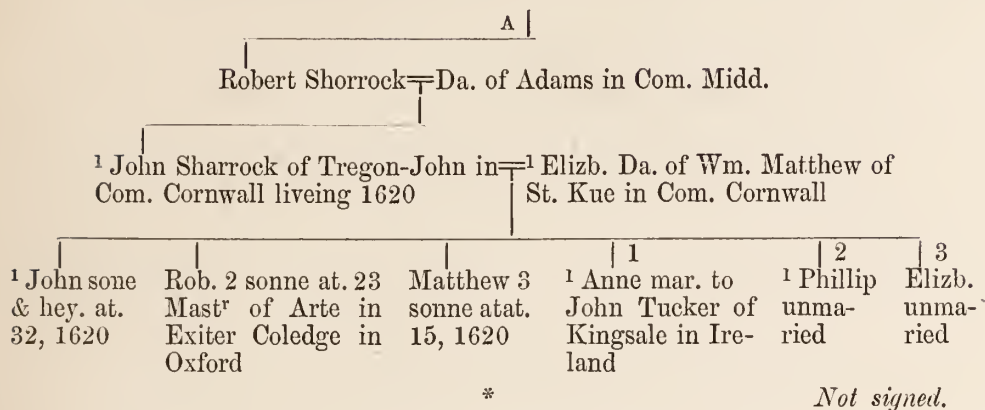 A
Robert Shorrock=Da. of Adams in Com. Midd.
1 John Sharrock of Tregon-John in=1 Elizb. Da. of Wm. Matthew of
Com. Cornwall liveing 1620
St. Kue in Com. Cornwall
1 John sone
& hey. at.
32, 1620
Rob. 2 sonne at. 23
Mastr of Arte in
Exiter Coledge in
Oxford
Matthew 3
sonne atat.
15, 1620
1
1 Anne mar. to
John Tucker of
Kingsale in Ire-
land
2
1 Phillip
unma-
ried
3
Elizb.
unma-
ried
*
Not signed.